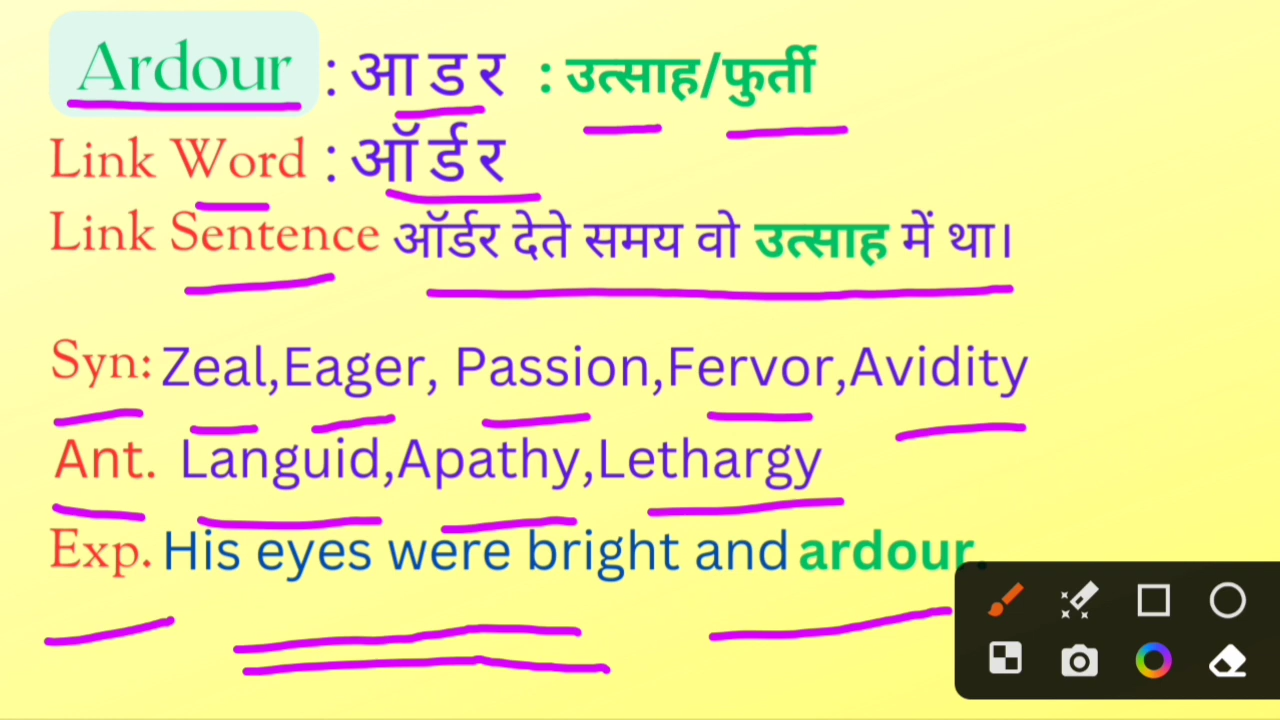 Ardour : आडर : उत्साह/फुर्ती
Link Word : ऑर्डर
Link Sentence ऑर्डर देते समय वो उत्साह में था।
Syn: Zeal,Eager, Passion,Fervor,Avidity
Ant. Languid,Apathy,Lethargy
Exp. His eyes were bright and ardour.